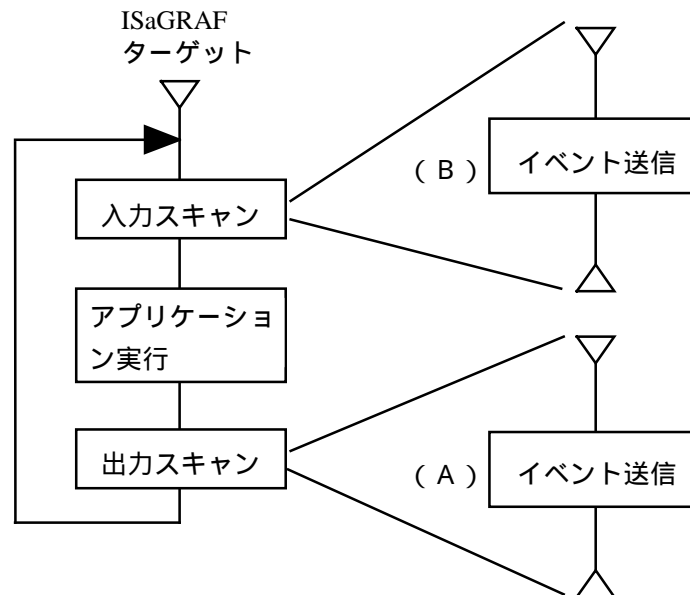 ISaGRAF
ターゲット
入力スキャン
アプリケーショ
ン実行
出力スキャン
(B)
イベント送信
(A)
イベント送信